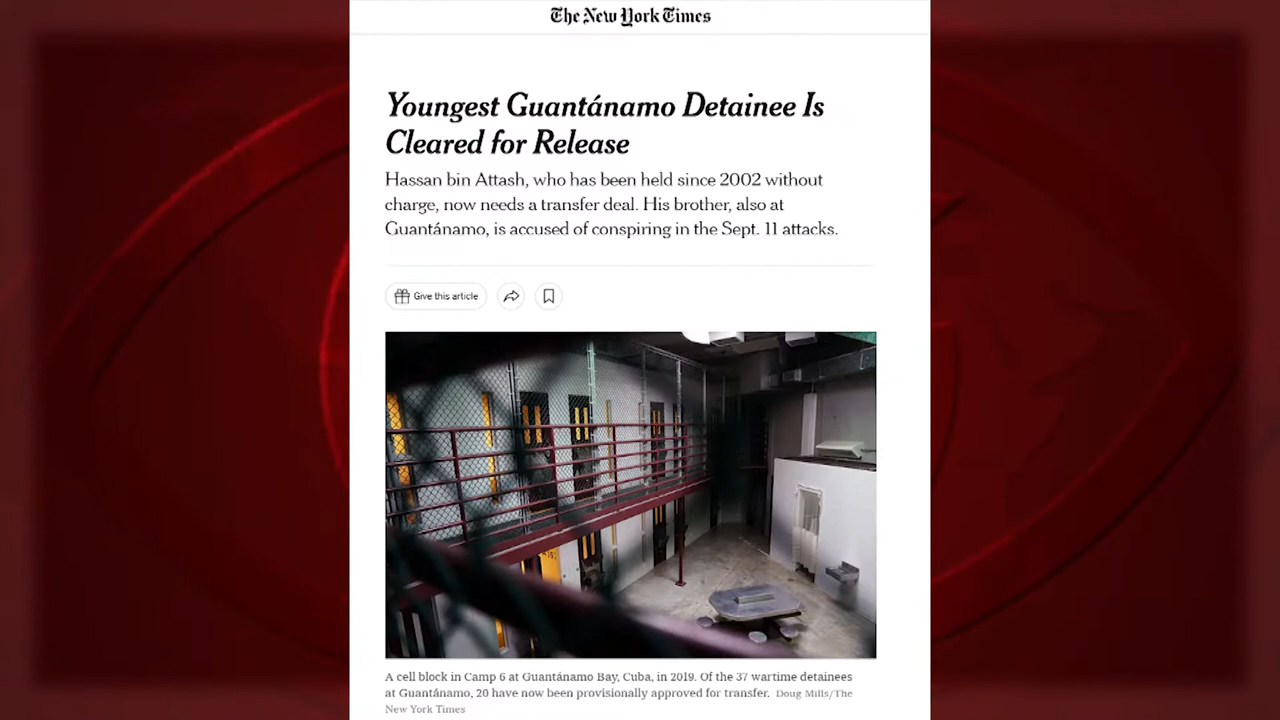 The New York Times
Youngest Guantánamo Detainee Is
Cleared for Release
Hassan bin Attash, who has been held since 2002 without
charge, now needs a transfer deal. His brother, also at
Guantánamo, is accused of conspiring in the Sept. 11 attacks.
Give this article
A cell block in Camp 6 at Guantánamo Bay, Cuba, in 2019. Of the 37 wartime detainees
at Guantánamo, 20 have now been provisionally approved for transfer. Doug Mills/The
New York Times